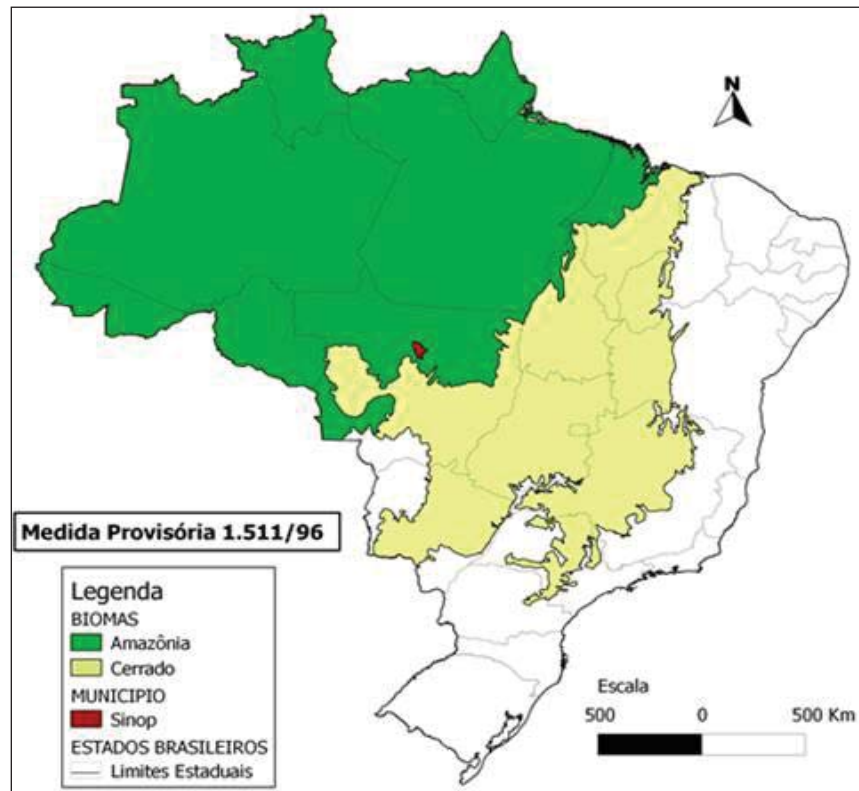 N
Medida Provisória 1.511/96
Legenda
BIOMAS
Amazônia
Cerrado
MUNICIPIO
Sinop
ESTADOS BRASILEIROS
Limites Estaduais
Escala
500 0 500 Km